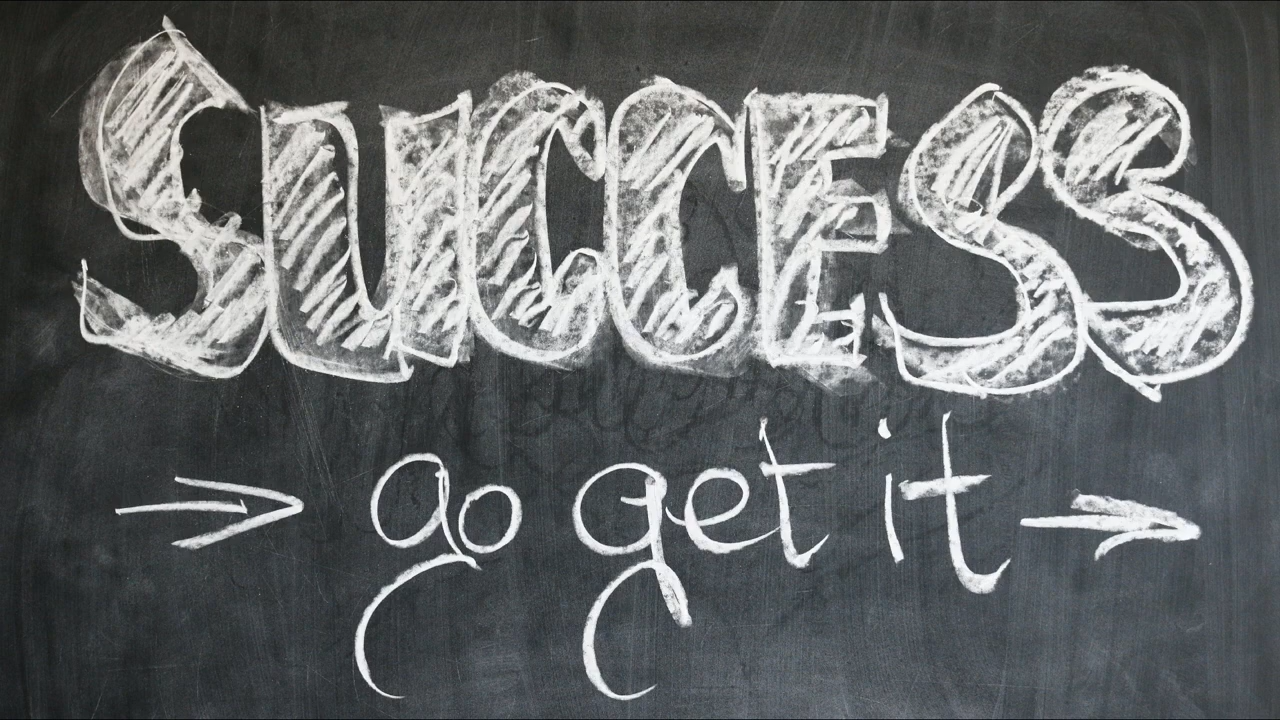 SUCCESS
→ go get it →